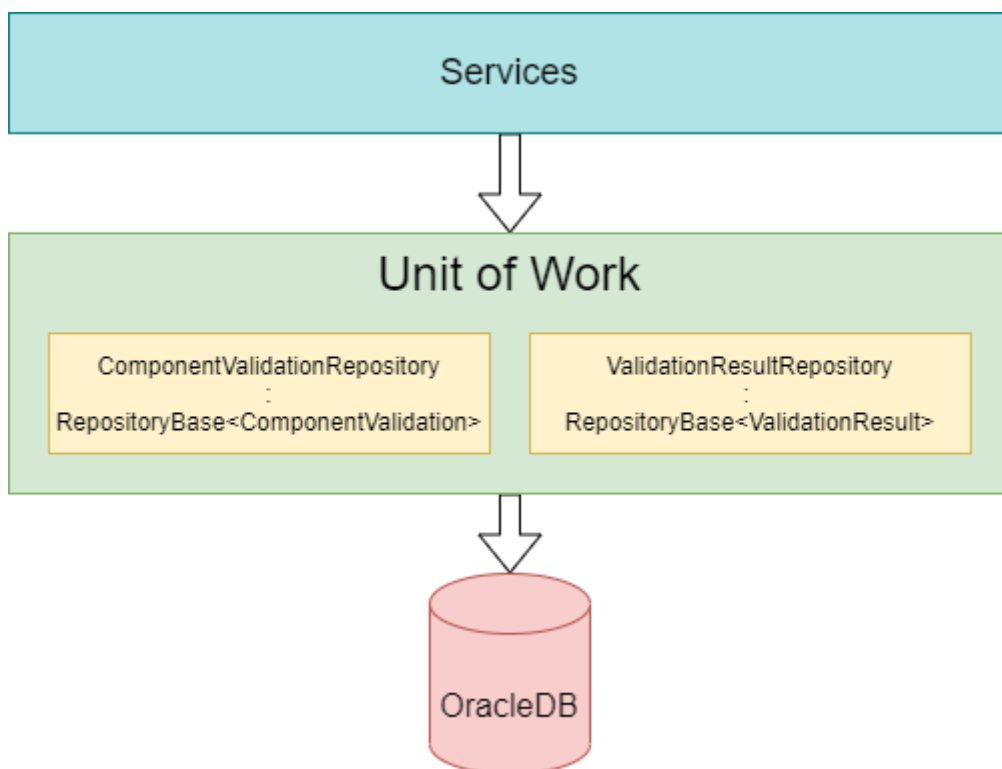 Services
Unit of Work
ComponentValidationRepository
:
RepositoryBase<ComponentValidation>
ValidationResultRepository
:
RepositoryBase<ValidationResult>
OracleDB